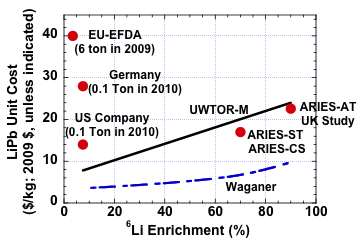 LiPb Unit Cost
($/kg; 2009 $, unless indicated)
50
40
30
20
10
0
EU-EFDA
(6 ton in 2009)
Germany
(0.1 Ton in 2010)
US Company
(0.1 Ton in 2010)
UWTOR-M
ARIES-AT
UK Study
ARIES-ST
ARIES-CS
Waganer
0 20 40 60 80 100
6Li Enrichment (%)